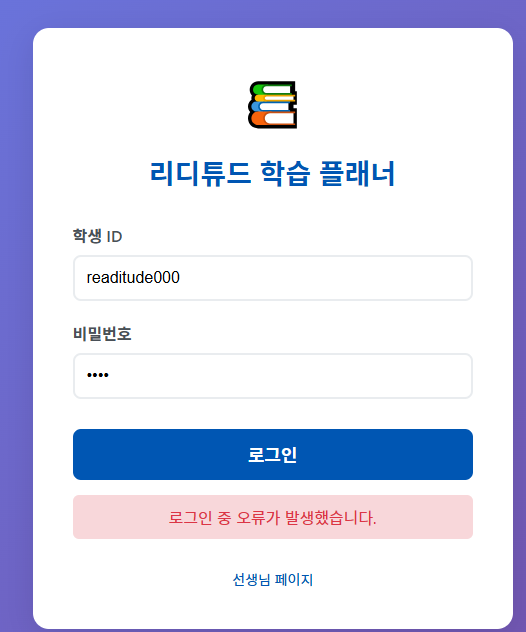 리디튜드 학습 플래너
학생 ID
readitude000
비밀번호
••••
로그인
로그인 중 오류가 발생했습니다.
선생님 페이지